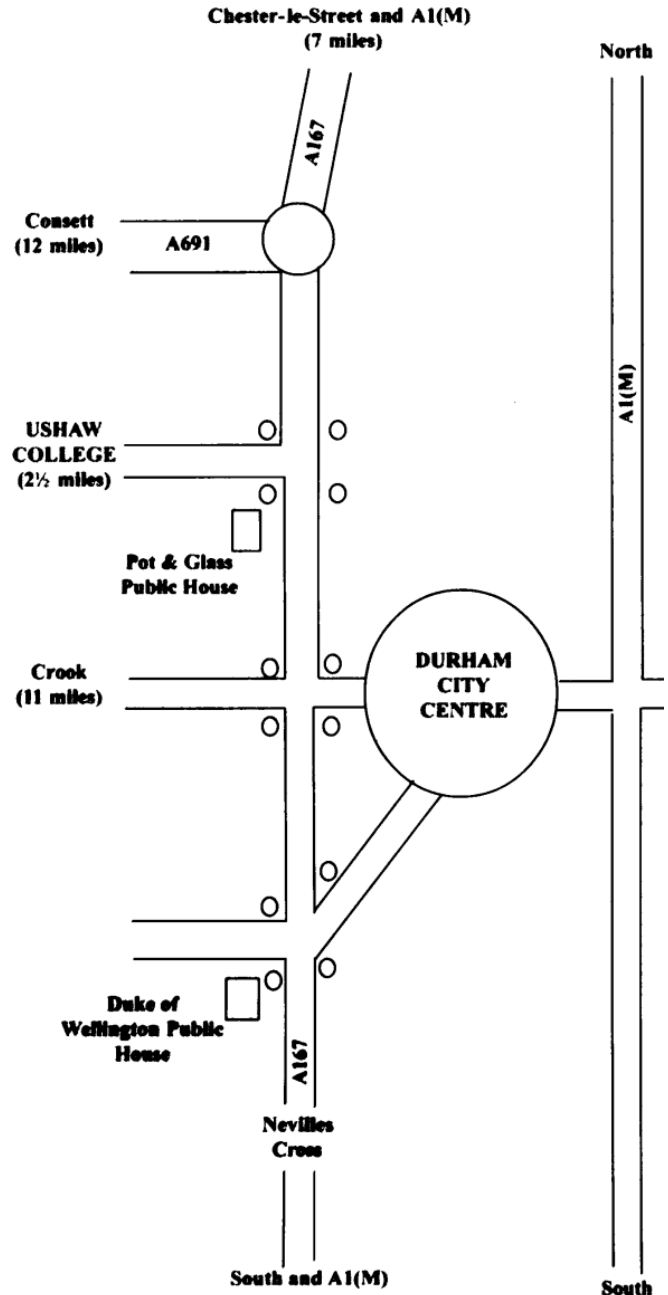 Chester-le-Street and A1(M)
(7 miles)
North
A167
Consett
(12 miles)
A691
A1(M)
USHAW
COLLEGE
(2½ miles)
Pot & Glass
Public House
Crook
(11 miles)
DURHAM
CITY
CENTRE
Duke of
Wellington Public
House
A167
Nevilles
Cross
South and A1(M)
South